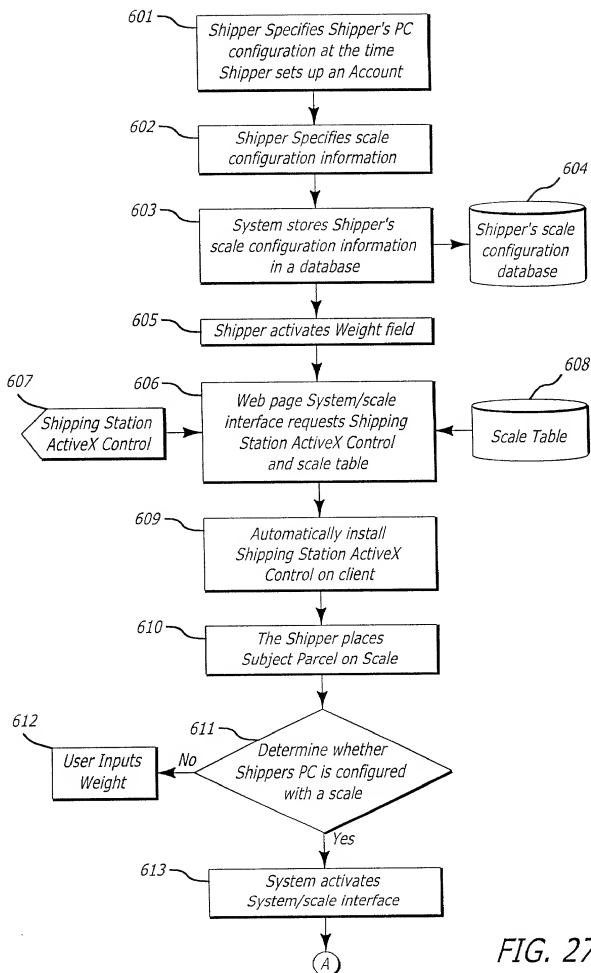 601
Shipper Specifies Shipper's PC
configuration at the time
Shipper sets up an Account
602
Shipper Specifies scale
configuration information
603
System stores Shipper's
scale configuration information
in a database
604
Shipper's scale
configuration
database
605
Shipper activates Weight field
606
Web page System/scale
interface requests Shipping
Station ActiveX Control
and scale table
607
Shipping Station
ActiveX Control
608
Scale Table
609
Automatically install
Shipping Station ActiveX
Control on client
610
The Shipper places
Subject Parcel on Scale
611
Determine whether
Shippers PC is configured
with a scale
No
612
User Inputs
Weight
Yes
613
System activates
System/scale interface
A
FIG. 27